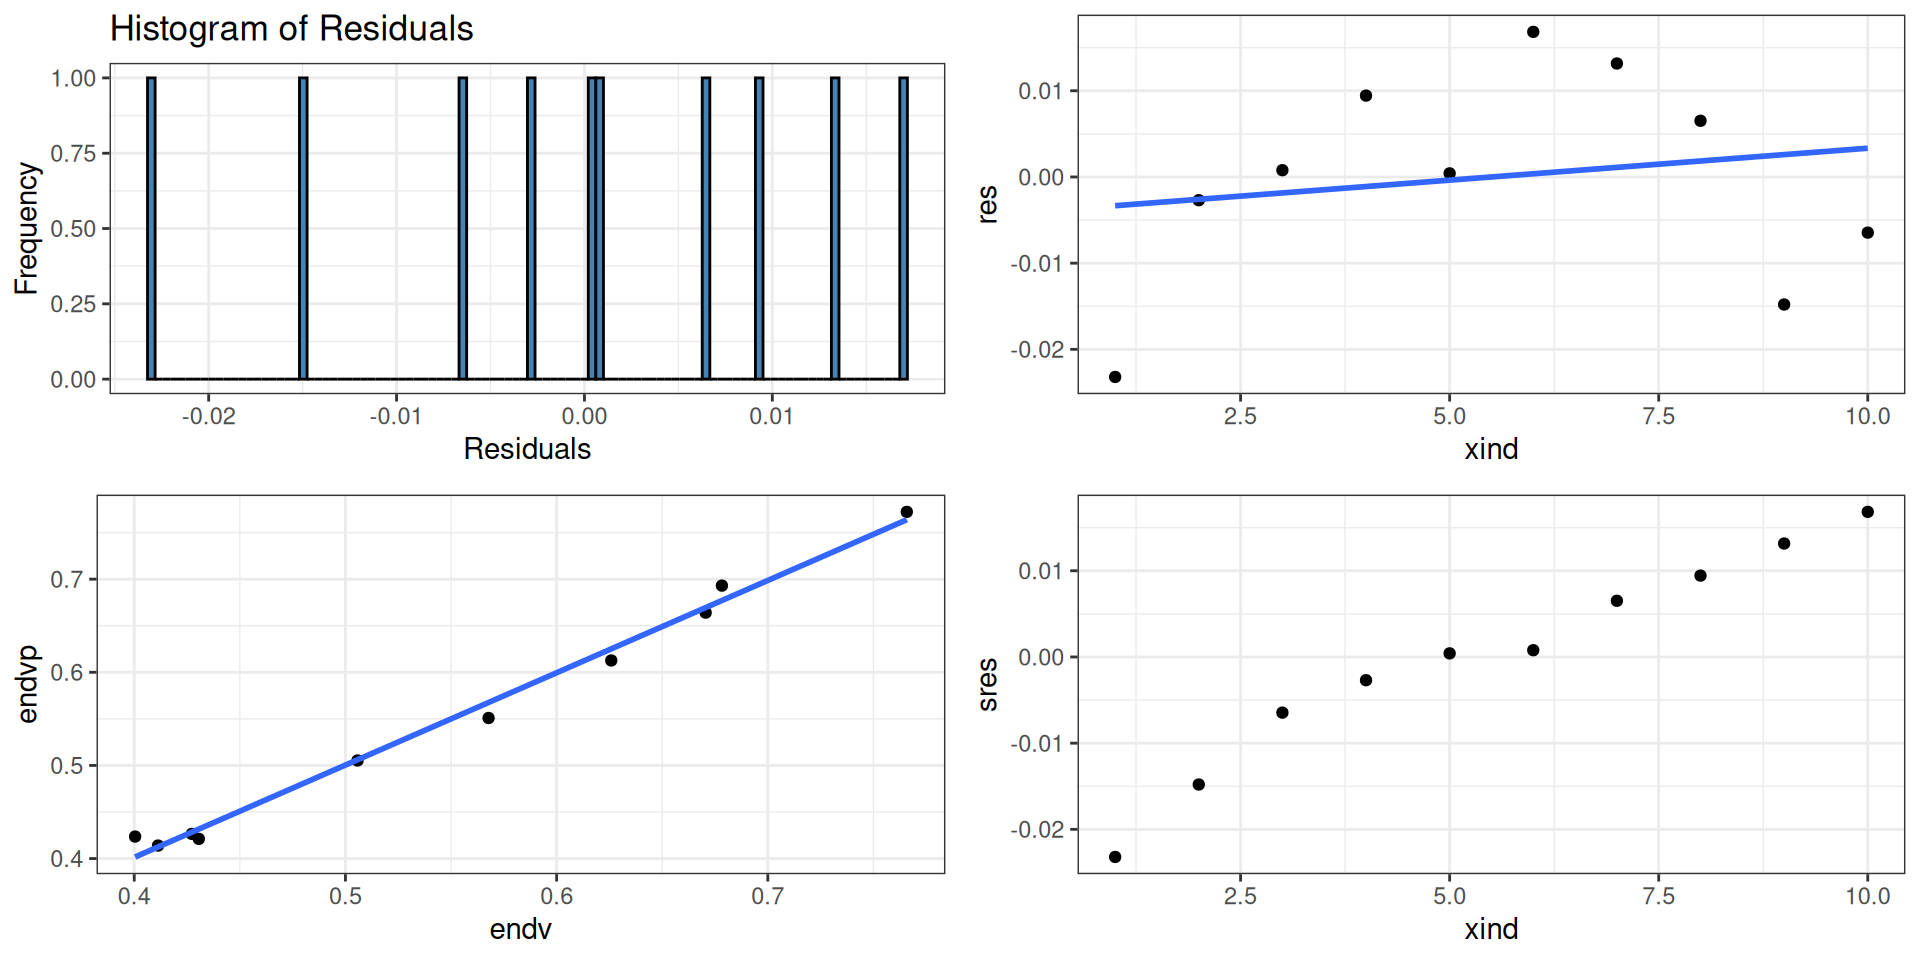 Histogram of Residuals
1.00
0.75
0.50
0.25
0.00
Frequency
-0.02 -0.01 0.00 0.01
Residuals
0.01
0.00
-0.01
-0.02
res
2.5 5.0 7.5 10.0
xind
0.7
0.6
0.5
0.4
endvp
0.4 0.5 0.6 0.7
endv
0.01
0.00
-0.01
-0.02
sres
2.5 5.0 7.5 10.0
xind